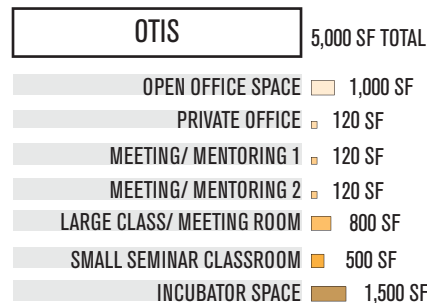 OTIS 5,000 SF TOTAL
OPEN OFFICE SPACE 1,000 SF
PRIVATE OFFICE 120 SF
MEETING/ MENTORING 1 120 SF
MEETING/ MENTORING 2 120 SF
LARGE CLASS/ MEETING ROOM 800 SF
SMALL SEMINAR CLASSROOM 500 SF
INCUBATOR SPACE 1,500 SF